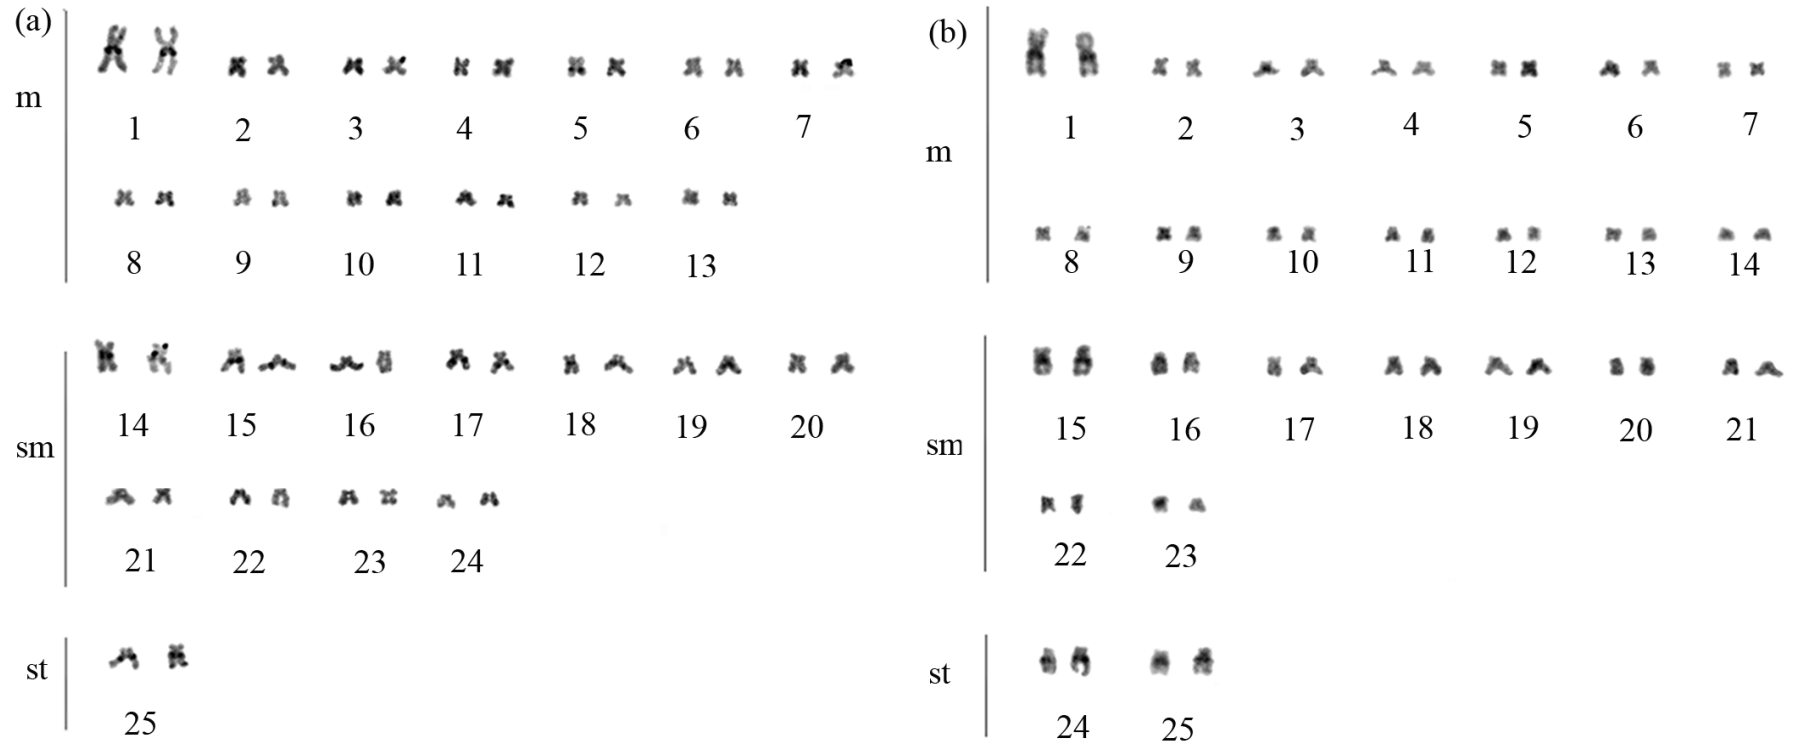 (a)
m
1 2 3 4 5 6 7
8 9 10 11 12 13
sm
14 15 16 17 18 19 20
21 22 23 24
st
25
(b)
m
1 2 3 4 5 6 7
8 9 10 11 12 13 14
sm
15 16 17 18 19 20 21
22 23
st
24 25